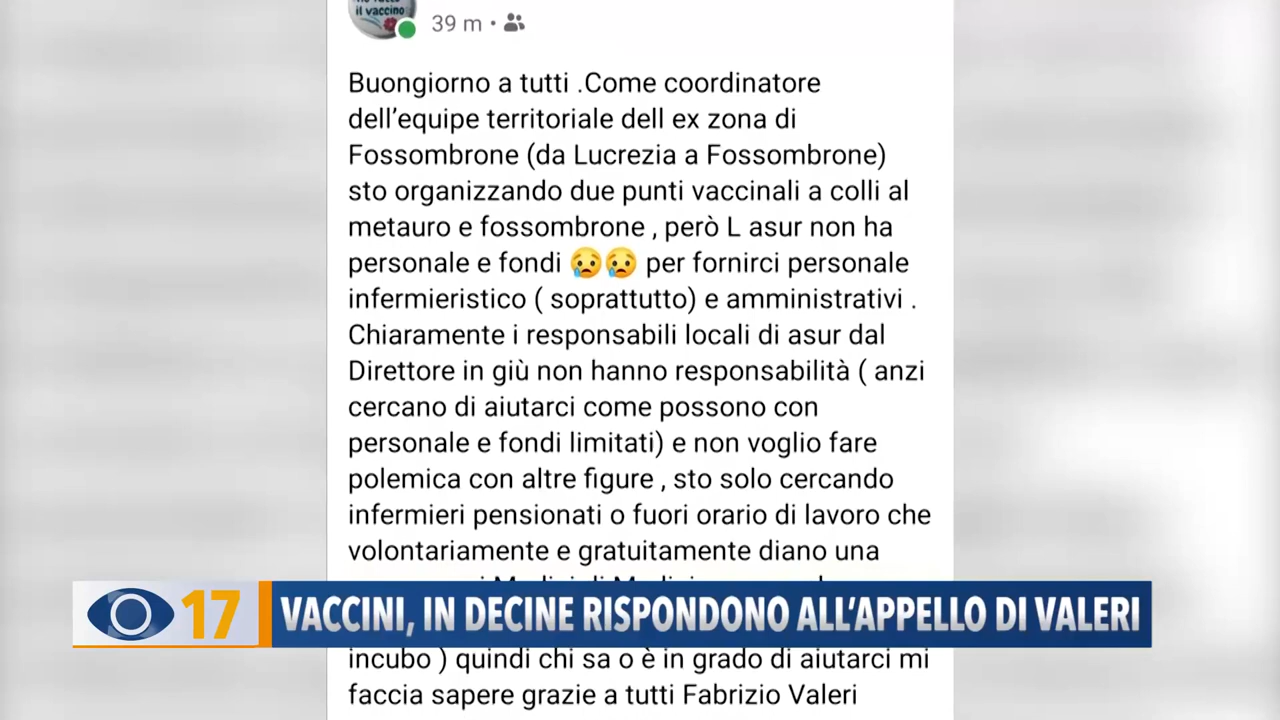 il vaccino
39 m •
Buongiorno a tutti .Come coordinatore
dell’equipe territoriale dell ex zona di
Fossombrone (da Lucrezia a Fossombrone)
sto organizzando due punti vaccinali a colli al
metauro e fossombrone , però L asur non ha
personale e fondi 😢😢 per fornirci personale
infermieristico ( soprattutto) e amministrativi .
Chiaramente i responsabili locali di asur dal
Direttore in giù non hanno responsabilità ( anzi
cercano di aiutarci come possono con
personale e fondi limitati) e non voglio fare
polemica con altre figure , sto solo cercando
infermieri pensionati o fuori orario di lavoro che
volontariamente e gratuitamente diano una
17 VACCINI, IN DECINE RISPONDONO ALL’APPELLO DI VALERI
incubo ) quindi chi sa o è in grado di aiutarci mi
faccia sapere grazie a tutti Fabrizio Valeri